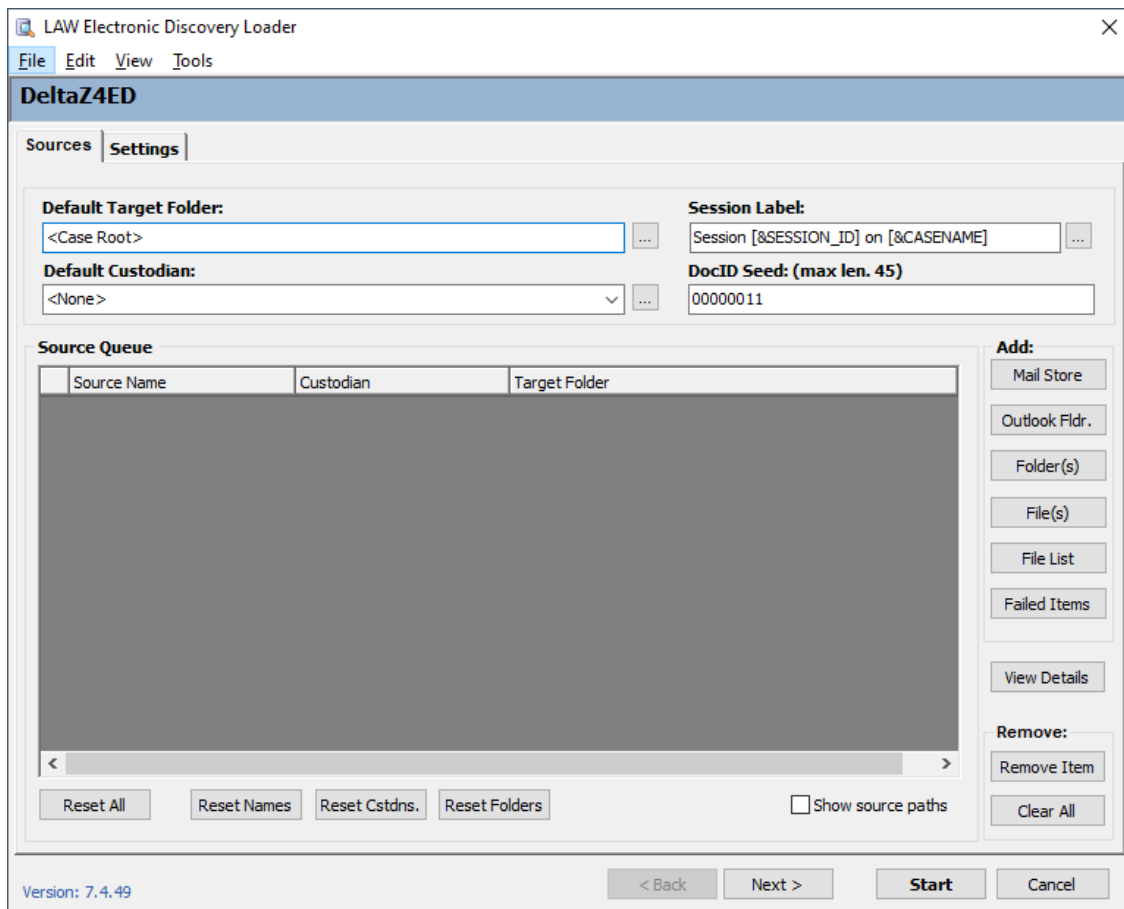 LAW Electronic Discovery Loader
File Edit View Tools
DeltaZ4ED
Sources Settings
Default Target Folder: Session Label:
<Case Root> ... Session [&SESSION_ID] on [&CASENAME] ...
Default Custodian: DocID Seed: (max len. 45)
<None> ... 00000011
Source Queue Add:
Source Name Custodian Target Folder
Mail Store
Outlook Fldr.
Folder(s)
File(s)
File List
Failed Items
View Details
Remove:
Remove Item
Reset All Reset Names Reset Cstdns. Reset Folders Show source paths Clear All
Version: 7.4.49 < Back Next > Start Cancel